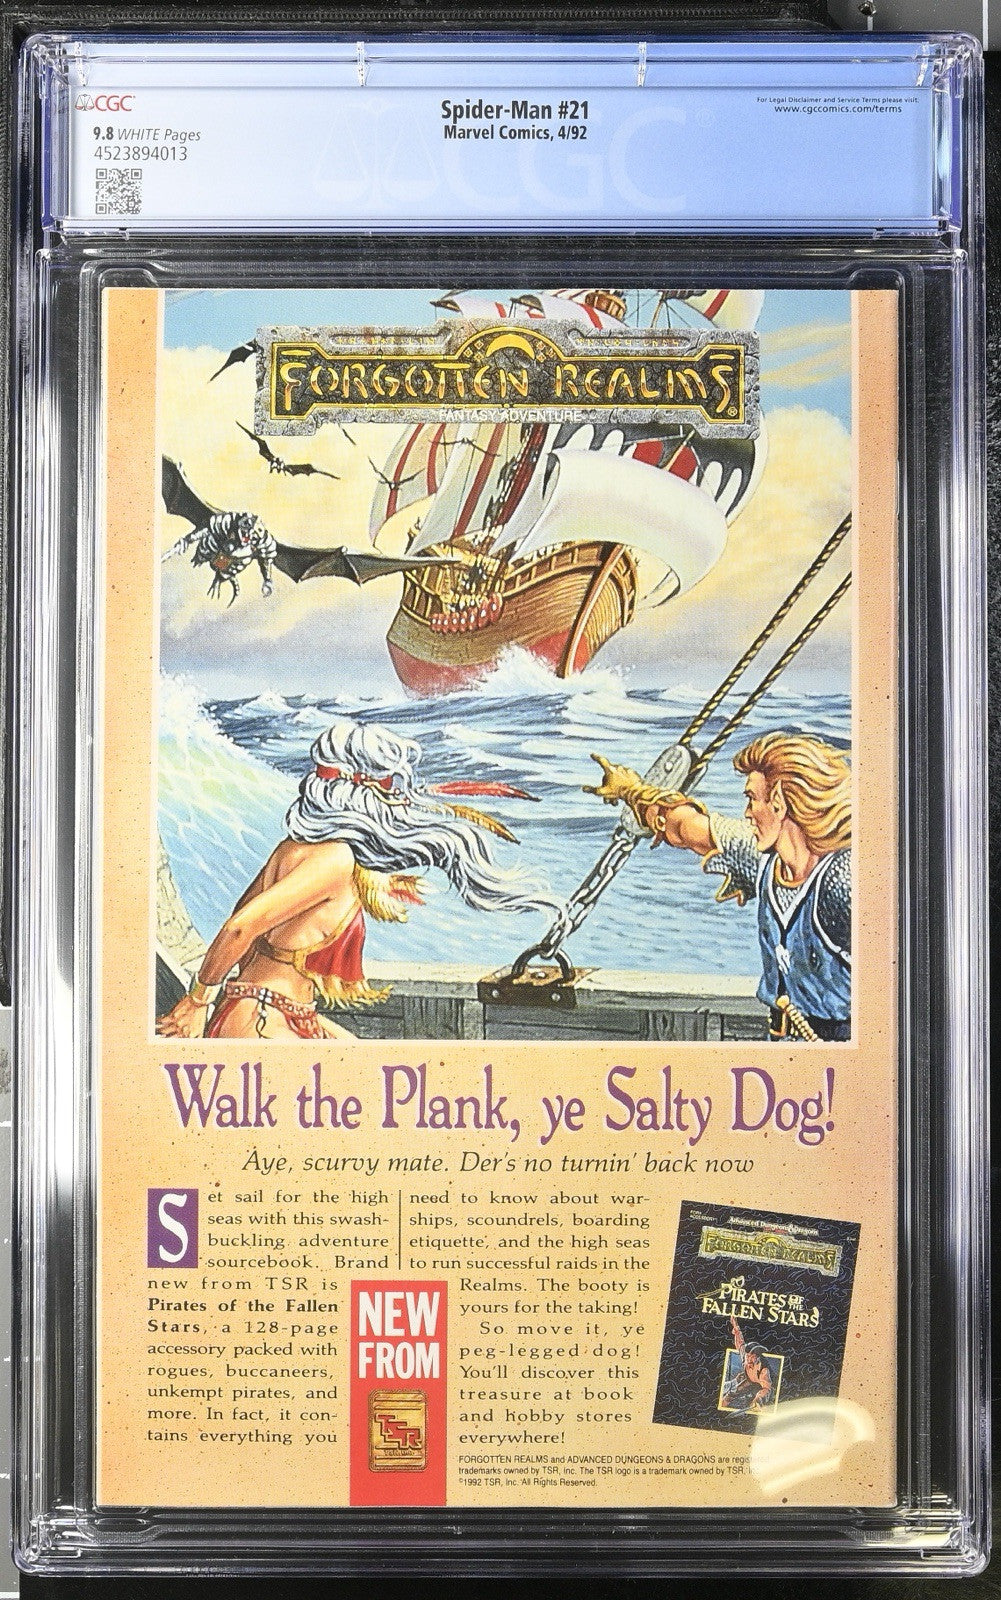 CGC
9.8 WHITE Pages
4523894013
Spider-Man #21
Marvel Comics, 4/92
For Legal Disclaimer and Service Terms please visit:
www.cgccomics.com/terms
CGC
FORGOTTEN REALMS®
FANTASY ADVENTURE
Walk the Plank, ye Salty Dog!
Aye, scurvy mate. Der's no turnin' back now
Set sail for the high
seas with this swash-
buckling adventure
sourcebook. Brand
new from TSR is
Pirates of the Fallen
Stars, a 128-page
accessory packed with
rogues, buccaneers,
unkempt pirates, and
more. In fact, it con-
tains everything you
need to know about war-
ships, scoundrels, boarding
etiquette, and the high seas
to run successful raids in the
Realms. The booty is
yours for the taking!
So move it, ye
peg-legged dog!
You'll discover this
treasure at book
and hobby stores
everywhere!
NEW
FROM
TSR
Advanced Dungeons & Dragons
FORGOTTEN REALMS
PIRATES OF
THE
FALLEN STARS
FORGOTTEN REALMS and ADVANCED DUNGEONS & DRAGONS are registered
trademarks owned by TSR, Inc. The TSR logo is a trademark owned by TSR, Inc.
©1992 TSR, Inc. All Rights Reserved.